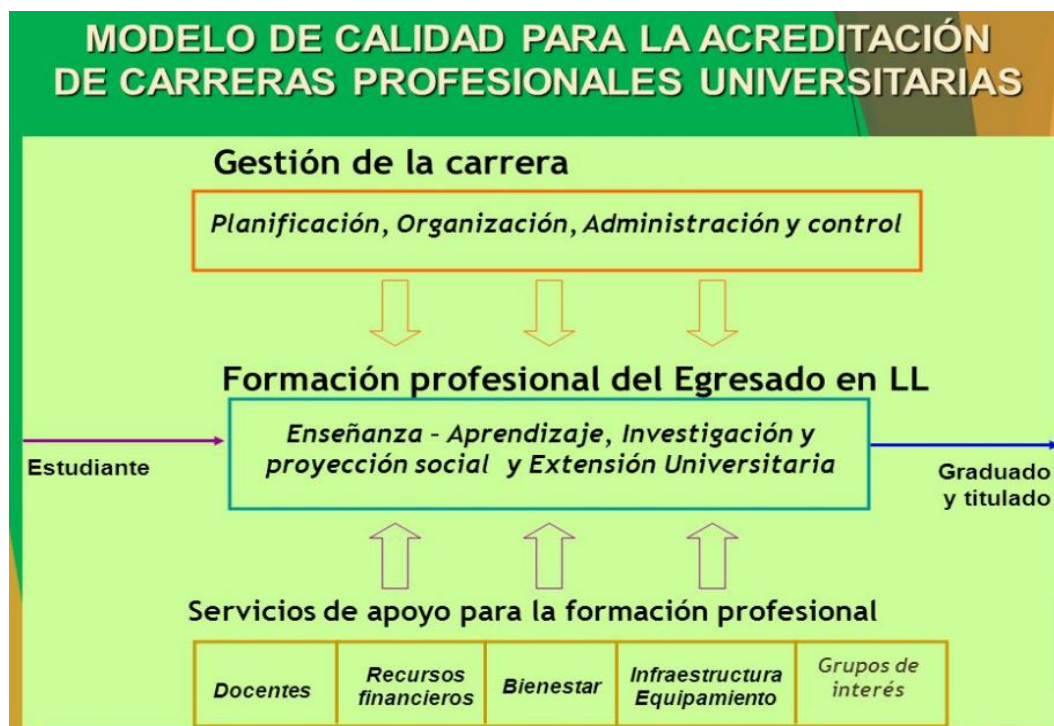 MODELO DE CALIDAD PARA LA ACREDITACIÓN
DE CARRERAS PROFESIONALES UNIVERSITARIAS
Gestión de la carrera
Planificación, Organización, Administración y control
Formación profesional del Egresado en LL
Enseñanza – Aprendizaje, Investigación y
proyección social y Extensión Universitaria
Estudiante
Graduado
y titulado
Servicios de apoyo para la formación profesional
Docentes
Recursos
financieros
Bienestar
Infraestructura
Equipamiento
Grupos de
interés